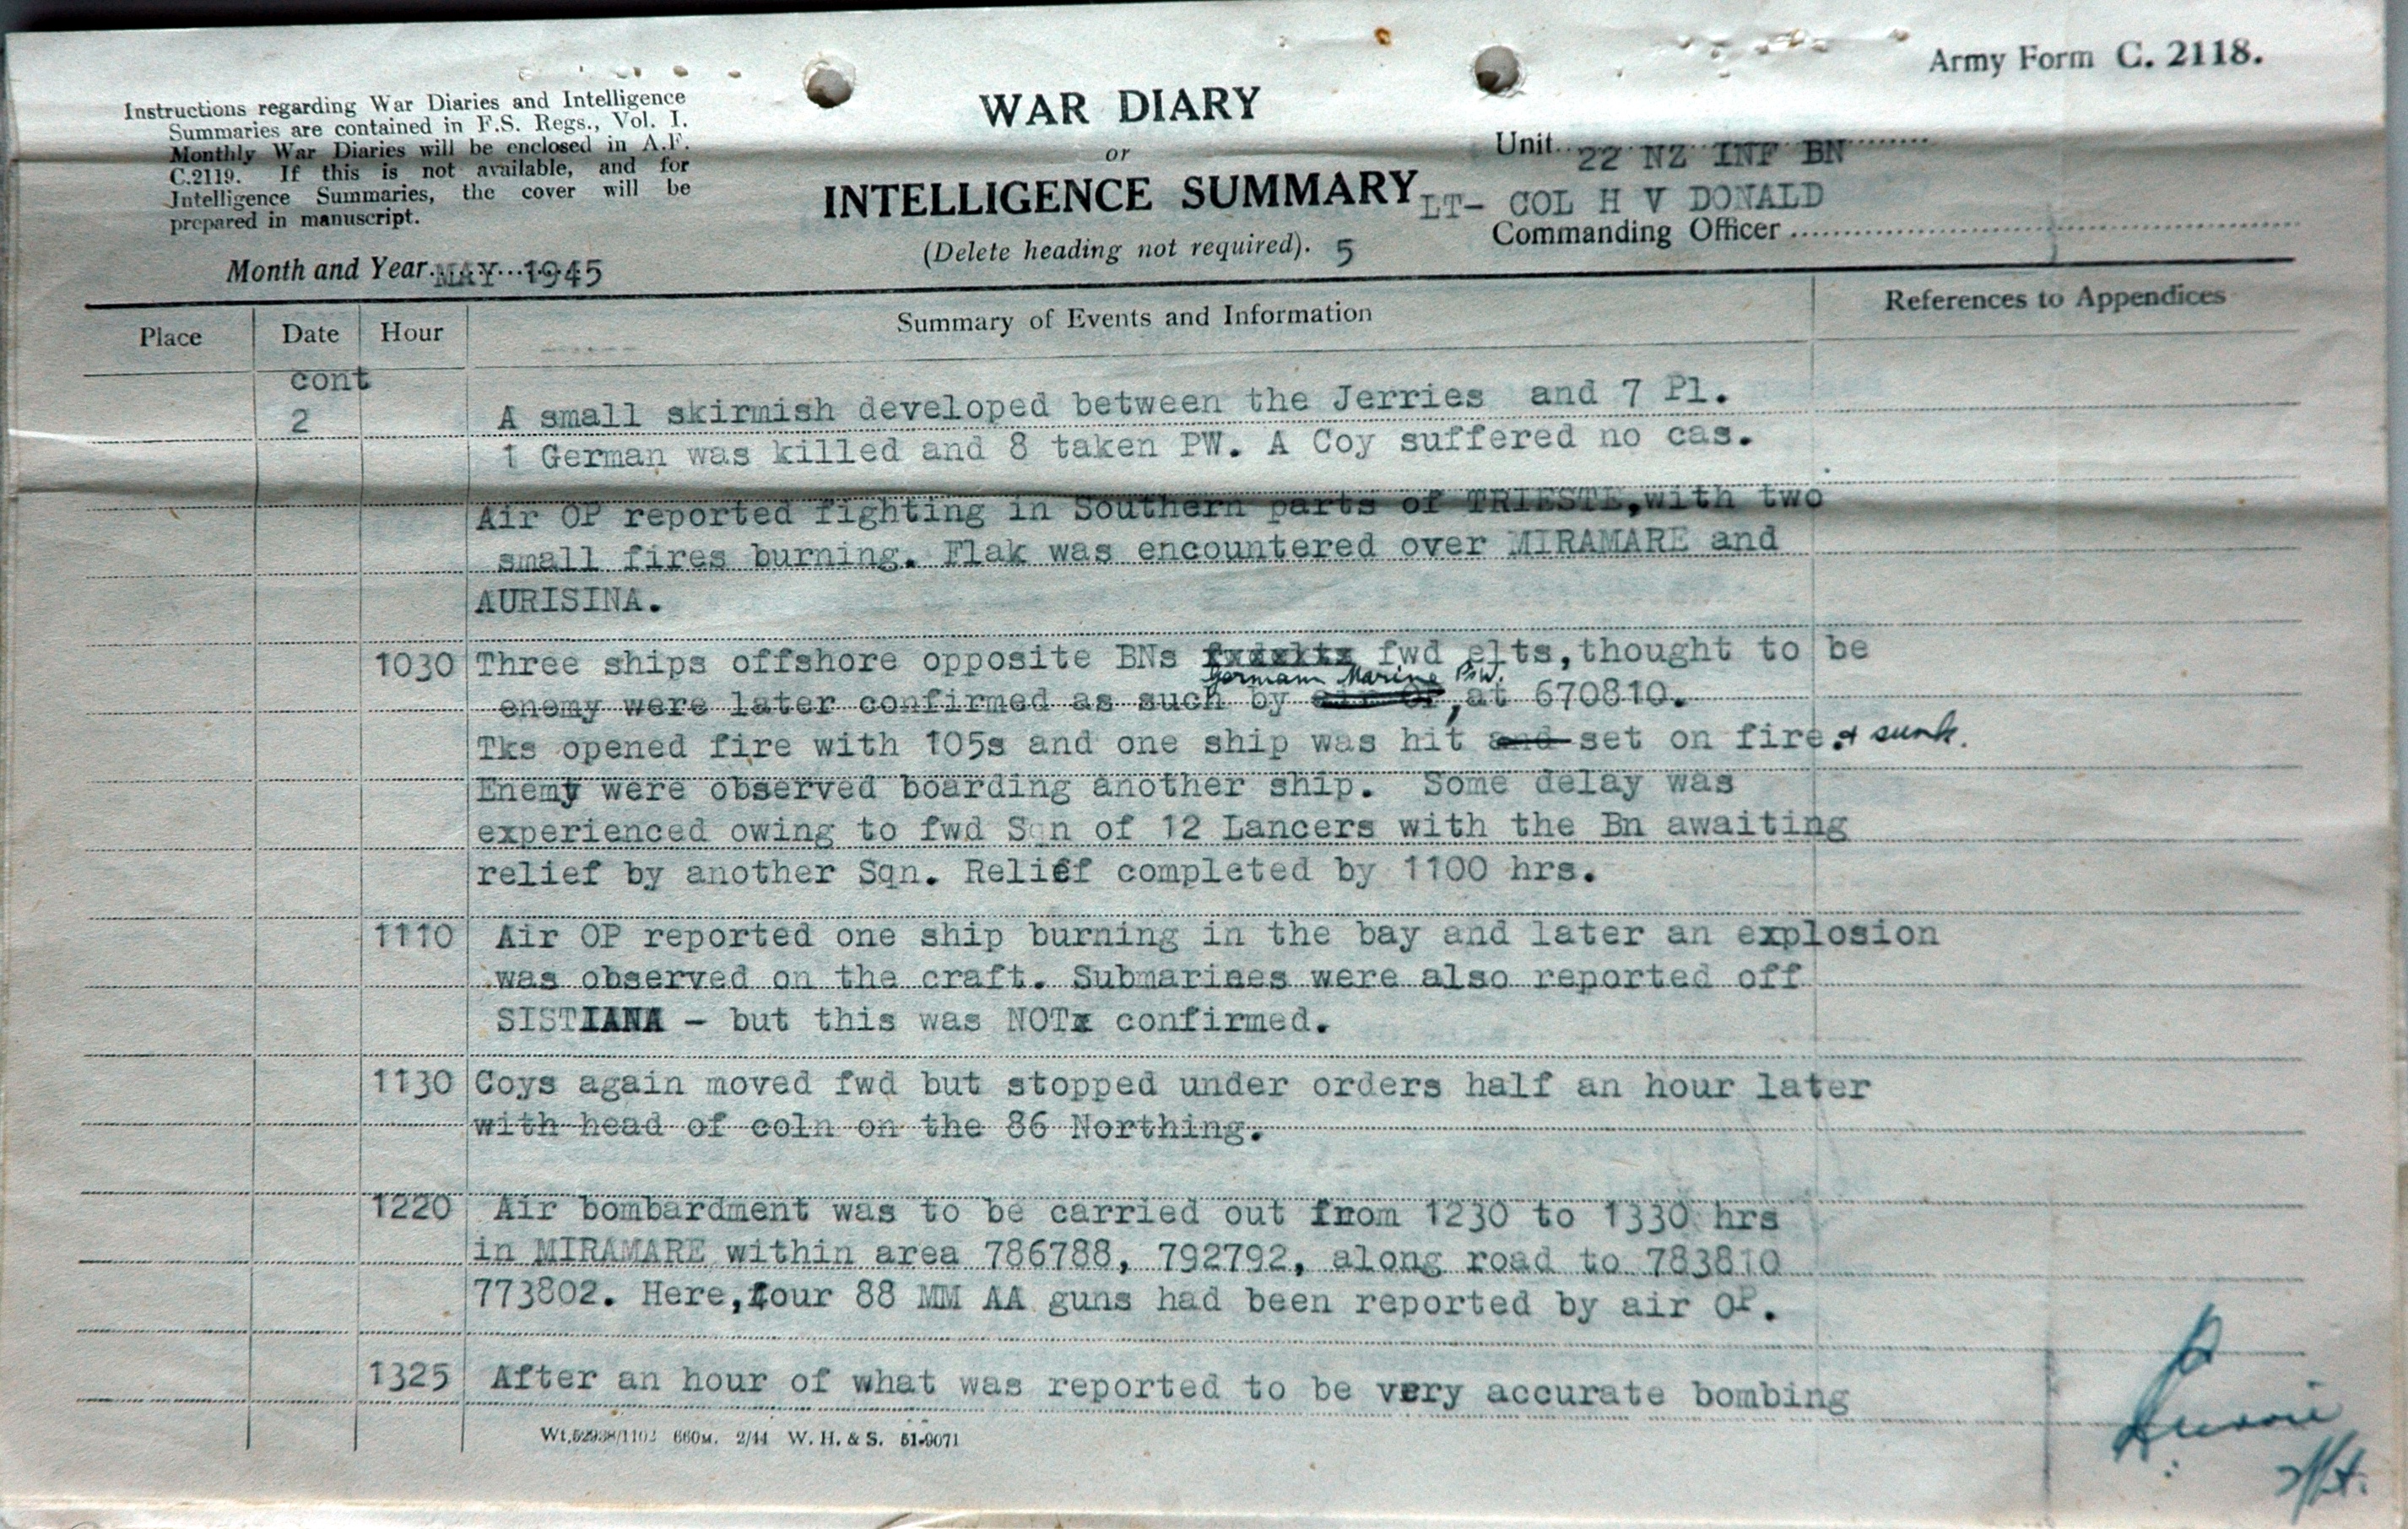 Army Form C. 2118.
Instructions regarding War Diaries and Intelligence
Summaries are contained in F.S. Regs., Vol. I.
Monthly War Diaries will be enclosed in A.F.
C.2119. If this is not available, and for
Intelligence Summaries, the cover will be
prepared in manuscript.
WAR DIARY
or
INTELLIGENCE SUMMARY
(Delete heading not required). 5
Unit 22 NZ INF BN
LT- COL H V DONALD
Commanding Officer
Month and Year. MAY 1945
Place Date Hour Summary of Events and Information References to Appendices
cont
2 A small skirmish developed between the Jerries and 7 Pl.
1 German was killed and 8 taken PW. A Coy suffered no cas.
Air OP reported fighting in Southern parts of TRIESTE,with two
small fires burning. Flak was encountered over MIRAMARE and
AURISINA.
1030 Three ships offshore opposite BNs fwd elts,thought to be
German Marine P.W.
enemy were later confirmed as such by air OP, at 670810.
Tks opened fire with 105s and one ship was hit and set on fire. & sunk.
Enemy were observed boarding another ship. Some delay was
experienced owing to fwd Sqn of 12 Lancers with the Bn awaiting
relief by another Sqn. Relief completed by 1100 hrs.
1110 Air OP reported one ship burning in the bay and later an explosion
was observed on the craft. Submarines were also reported off
SISTIANA - but this was NOTx confirmed.
1130 Coys again moved fwd but stopped under orders half an hour later
with head of coln on the 86 Northing.
1220 Air bombardment was to be carried out from 1230 to 1330 hrs
in MIRAMARE within area 786788, 792792, along road to 783810
773802. Here,four 88 MM AA guns had been reported by air OP.
1325 After an hour of what was reported to be very accurate bombing
Wt.52938/1102 660M. 2/44 W. H. & S. 51-9071